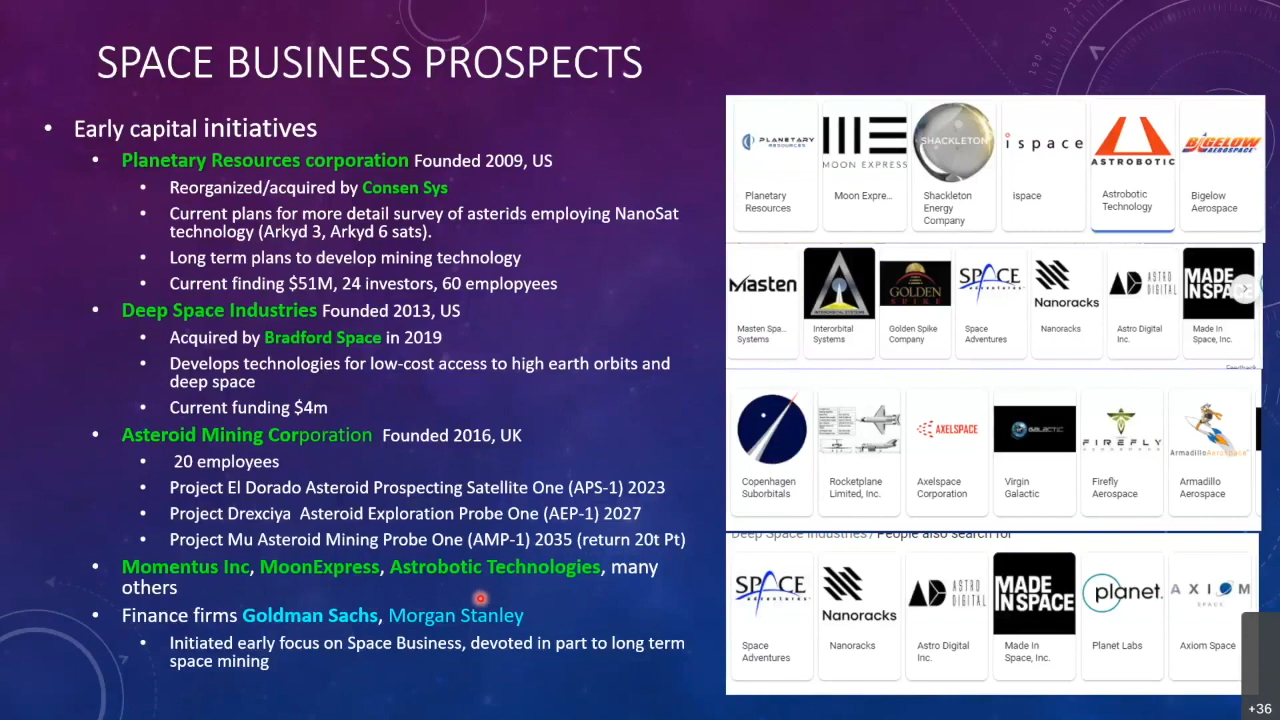 SPACE BUSINESS PROSPECTS
Early capital initiatives
Planetary Resources corporation Founded 2009, US
Reorganized/acquired by Consen Sys
Current plans for more detail survey of asterids employing NanoSat
technology (Arkyd 3, Arkyd 6 sats).
Long term plans to develop mining technology
Current finding $51M, 24 investors, 60 emplopyees
Deep Space Industries Founded 2013, US
Acquired by Bradford Space in 2019
Develops technologies for low-cost access to high earth orbits and
deep space
Current funding $4m
Asteroid Mining Corporation Founded 2016, UK
20 employees
Project El Dorado Asteroid Prospecting Satellite One (APS-1) 2023
Project Drexciya Asteroid Exploration Probe One (AEP-1) 2027
Project Mu Asteroid Mining Probe One (AMP-1) 2035 (return 20t Pt)
Momentus Inc, MoonExpress, Astrobotic Technologies, many
others
Finance firms Goldman Sachs, Morgan Stanley
Initiated early focus on Space Business, devoted in part to long term
space mining
PLANETARY
RESOURCES
MOON EXPRESS
SHACKLETON
ispace
ASTROBOTIC
BIGELOW
AEROSPACE
Planetary
Resources
Moon Expre...
Shackleton
Energy
Company
ispace
Astrobotic
Technology
Bigelow
Aerospace
Masten
INTERORBITAL SYSTEMS
GOLDEN
SPIKE
SPACE
adventures
Nanoracks
ASTRO
DIGITAL
MADE
IN SPACE
Masten Spa...
Systems
Interorbital
Systems
Golden Spike
Company
Space
Adventures
Nanoracks
Astro Digital
Inc.
Made In
Space, Inc.
Feedback
AXELSPACE
GALACTIC
FIREFLY
AEROSPACE
ArmadilloAerospace
Copenhagen
Suborbitals
Rocketplane
Limited, Inc.
Axelspace
Corporation
Virgin
Galactic
Firefly
Aerospace
Armadillo
Aerospace
Deep Space Industries / People also search for
SPACE
adventures
Nanoracks
ASTRO
DIGITAL
MADE
IN SPACE
planet.
AXIOM
SPACE
Space
Adventures
Nanoracks
Astro Digital
Inc.
Made In
Space, Inc.
Planet Labs
Axiom Space
+36